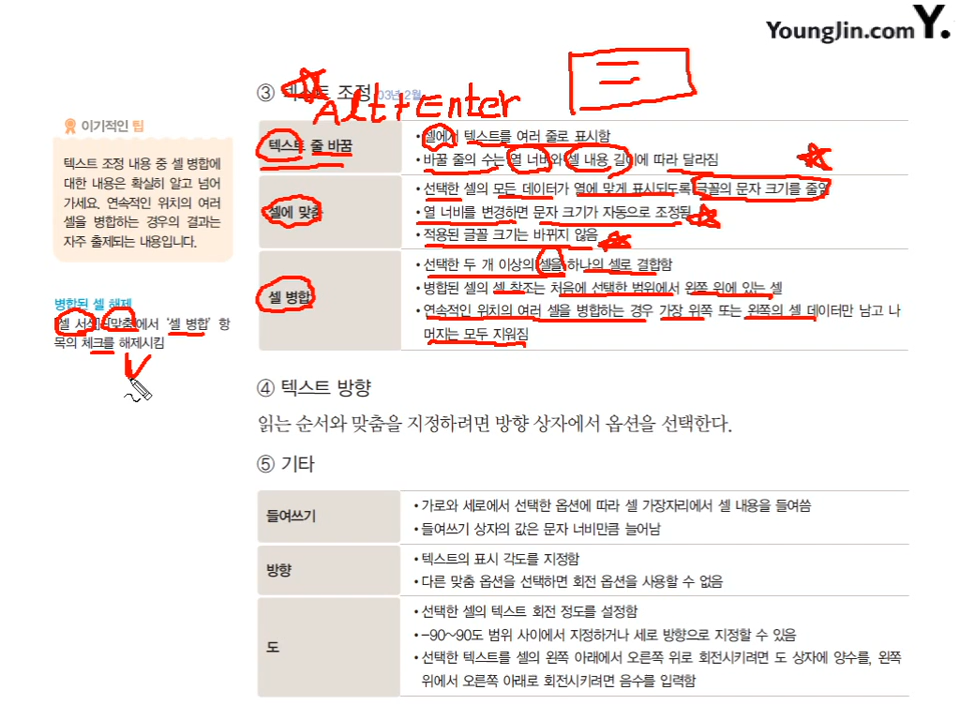 YoungJin.com Y.
③ 텍스트 조정 03년 2월
Alt+Enter
이기적인 팁
텍스트 조정 내용 중 셀 병합에
대한 내용은 확실히 알고 넘어
가세요. 연속적인 위치의 여러
셀을 병합하는 경우의 결과는
자주 출제되는 내용입니다.
병합된 셀 해제
[셀 서식]-[맞춤]에서 '셀 병합' 항
목의 체크를 해제시킴
텍스트 줄 바꿈
• 셀에서 텍스트를 여러 줄로 표시함
• 바꿀 줄의 수는 열 너비와 셀 내용 길이에 따라 달라짐
셀에 맞춤
• 선택한 셀의 모든 데이터가 열에 맞게 표시되도록 글꼴의 문자 크기를 줄임
• 열 너비를 변경하면 문자 크기가 자동으로 조정됨
• 적용된 글꼴 크기는 바뀌지 않음
셀 병합
• 선택한 두 개 이상의 셀을 하나의 셀로 결합함
• 병합된 셀의 셀 참조는 처음에 선택한 범위에서 왼쪽 위에 있는 셀
• 연속적인 위치의 여러 셀을 병합하는 경우 가장 위쪽 또는 왼쪽의 셀 데이터만 남고 나
머지는 모두 지워짐
④ 텍스트 방향
읽는 순서와 맞춤을 지정하려면 방향 상자에서 옵션을 선택한다.
⑤ 기타
들여쓰기
• 가로와 세로에서 선택한 옵션에 따라 셀 가장자리에서 셀 내용을 들여씀
• 들여쓰기 상자의 값은 문자 너비만큼 늘어남
방향
• 텍스트의 표시 각도를 지정함
• 다른 맞춤 옵션을 선택하면 회전 옵션을 사용할 수 없음
도
• 선택한 셀의 텍스트 회전 정도를 설정함
• -90~90도 범위 사이에서 지정하거나 세로 방향으로 지정할 수 있음
• 선택한 텍스트를 셀의 왼쪽 아래에서 오른쪽 위로 회전시키려면 도 상자에 양수를, 왼쪽
위에서 오른쪽 아래로 회전시키려면 음수를 입력함